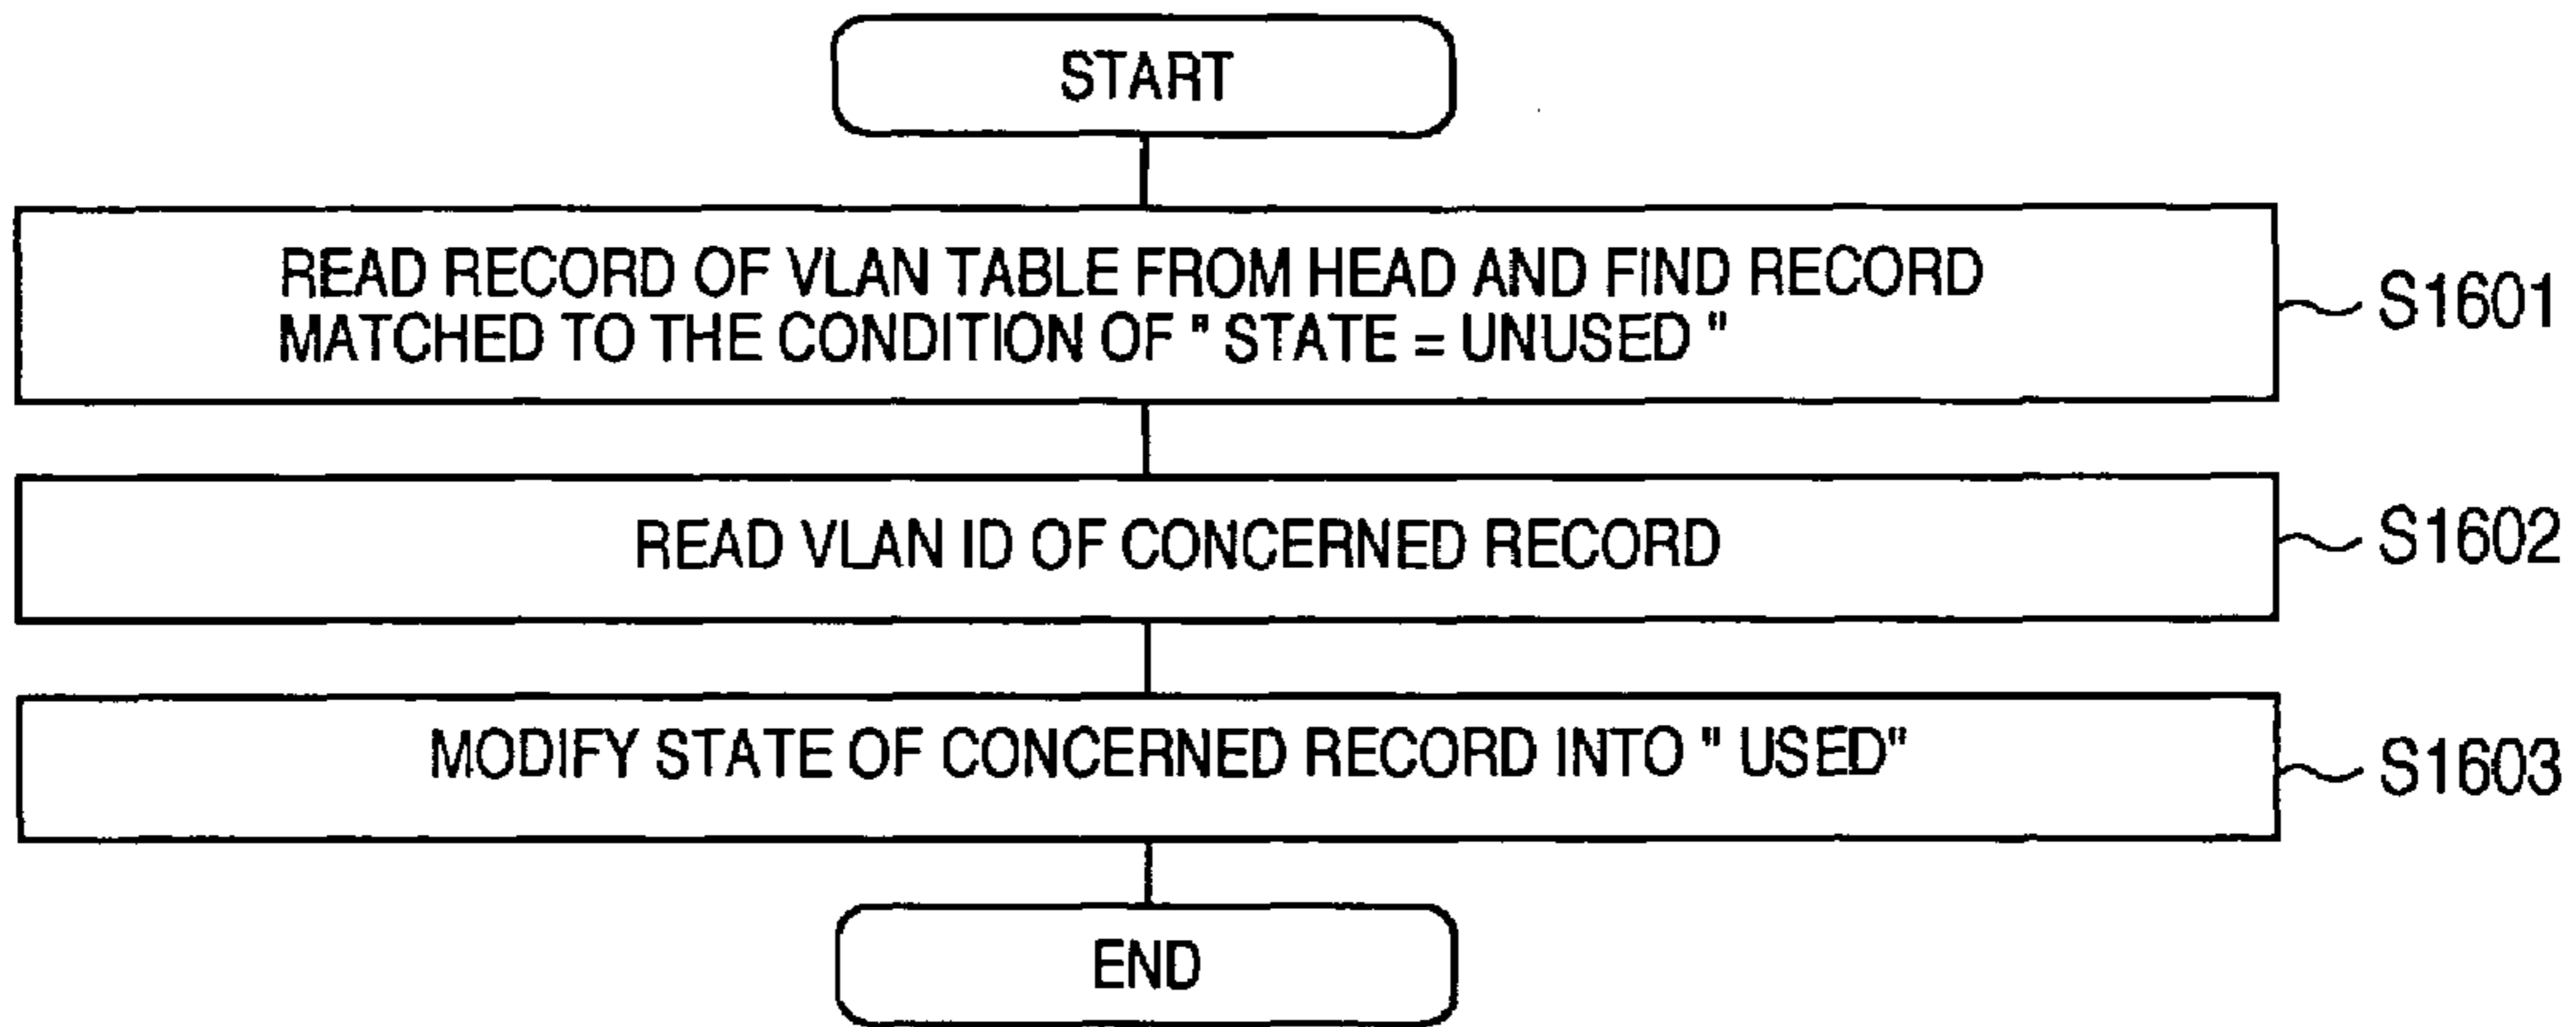 START
READ RECORD OF VLAN TABLE FROM HEAD AND FIND RECORD
MATCHED TO THE CONDITION OF " STATE = UNUSED "
S1601
READ VLAN ID OF CONCERNED RECORD
S1602
MODIFY STATE OF CONCERNED RECORD INTO " USED"
S1603
END